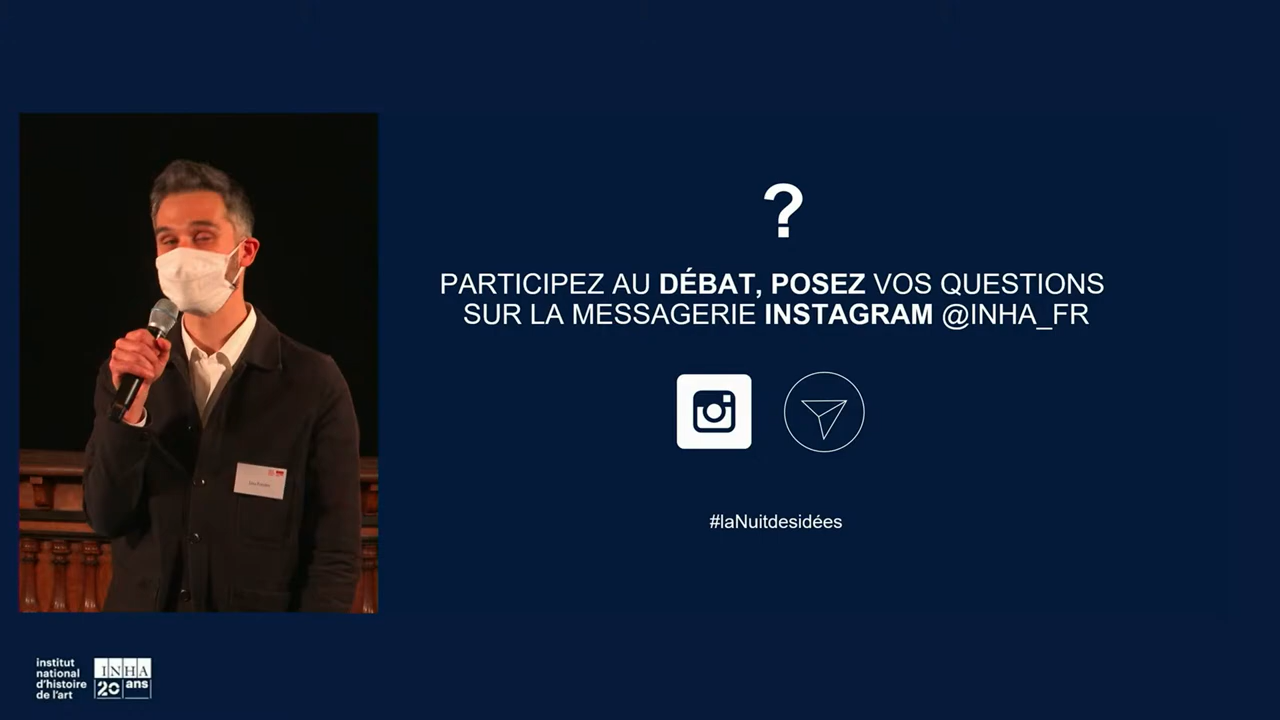 ?
PARTICIPEZ AU DÉBAT, POSEZ VOS QUESTIONS
SUR LA MESSAGERIE INSTAGRAM @INHA_FR
#laNuitdesidées
institut
national
d'histoire
de l'art
INHA
20 ans